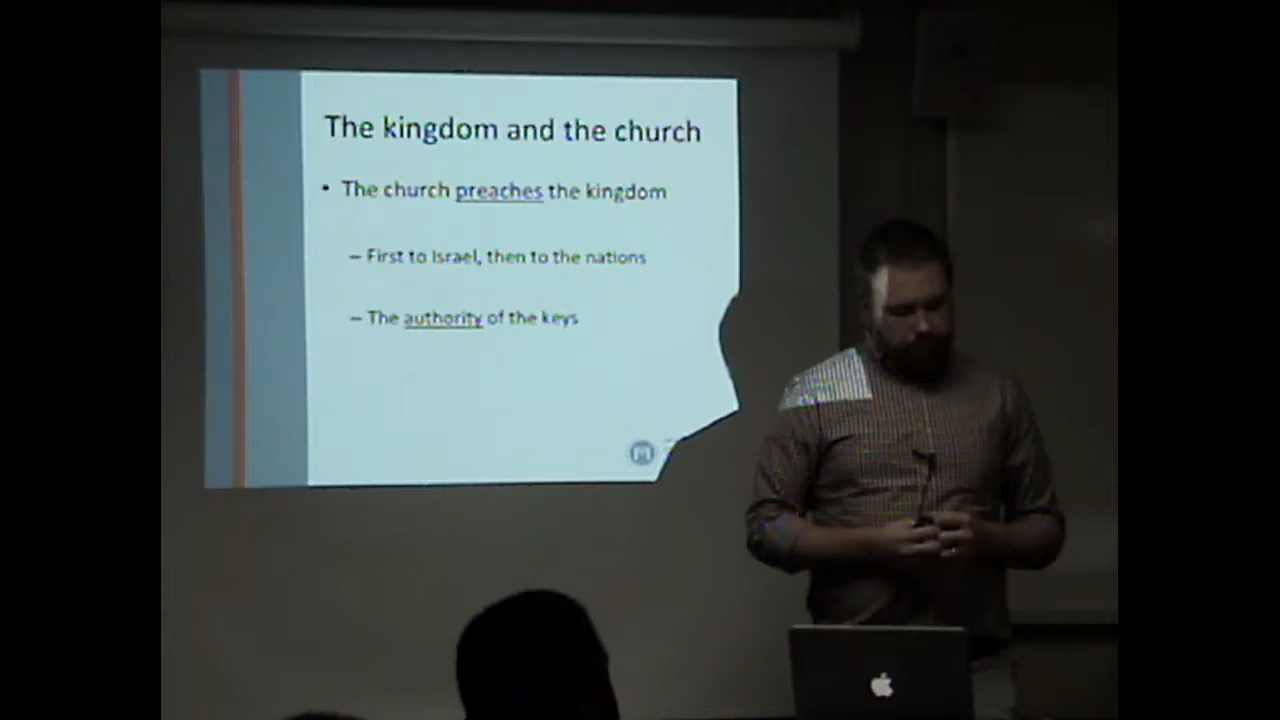 The kingdom and the church
• The church preaches the kingdom
– First to Israel, then to the nations
– The authority of the keys